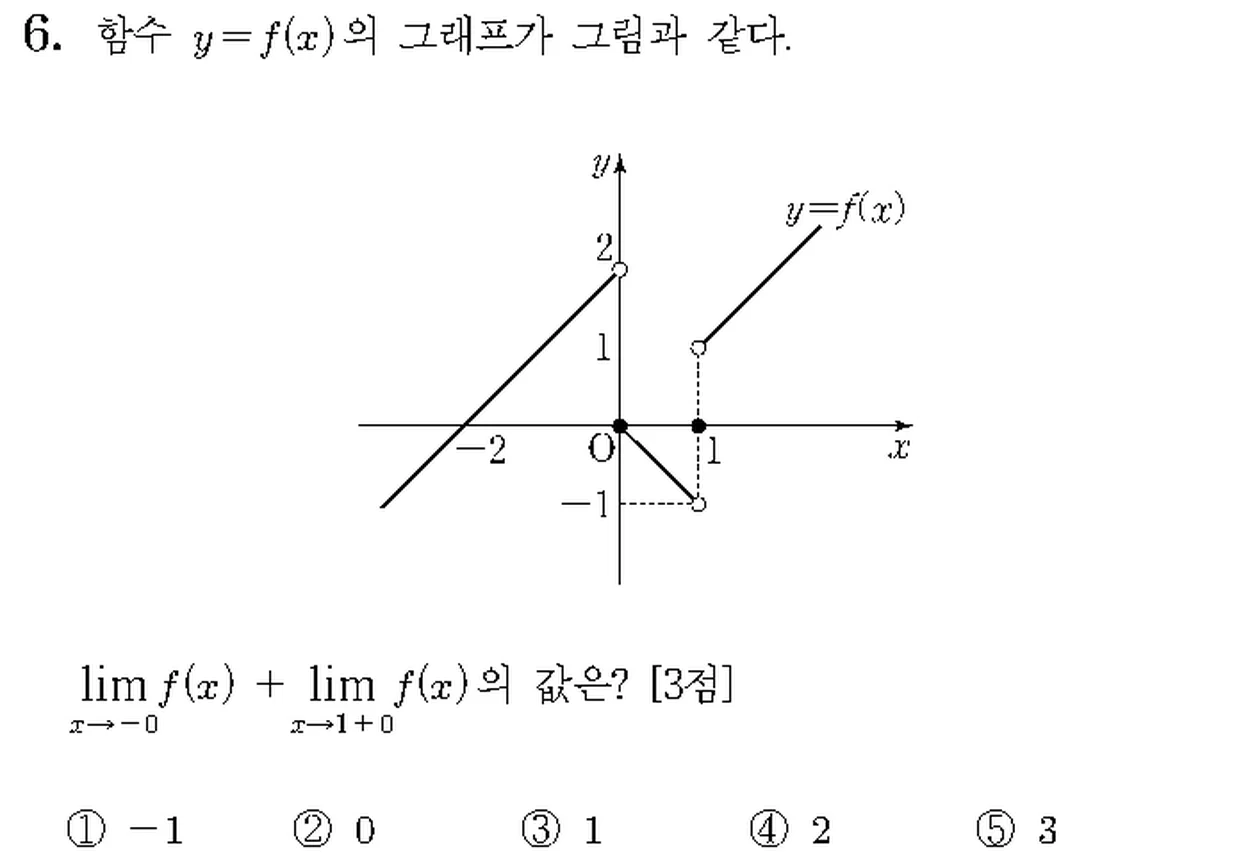 6. 함수 y=f(x)의 그래프가 그림과 같다.
y
y=f(x)
2
1
-2
O
1
x
-1
lim f(x) + lim f(x)의 값은? [3점]
x→-0 x→1+0
① -1 ② 0 ③ 1 ④ 2 ⑤ 3